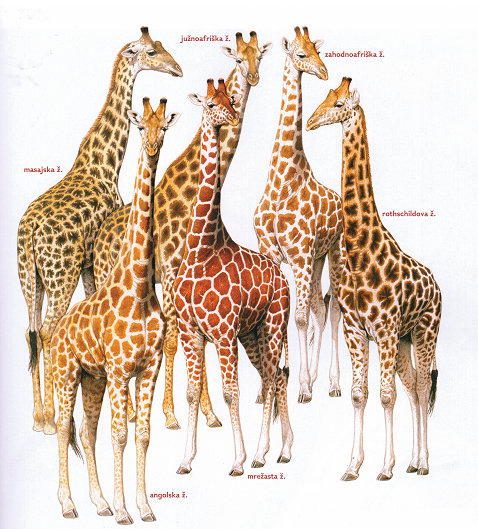 južnoafriška ž.
zahodnoafriška ž.
masajska ž.
rothschildova ž.
mrežasta ž.
angolska ž.